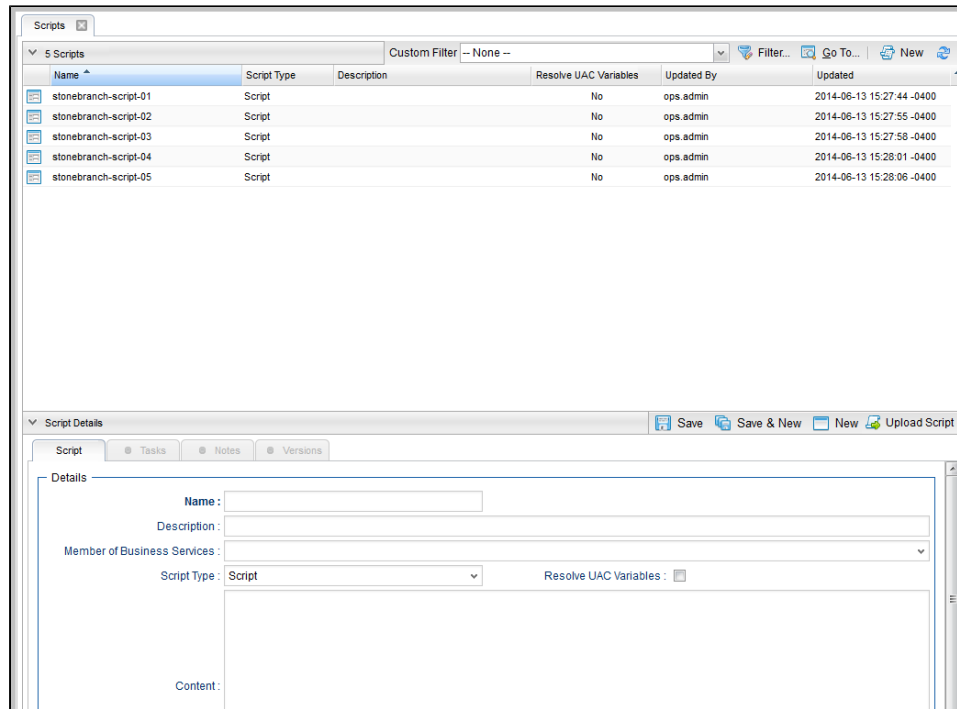 Scripts
5 Scripts Custom Filter -- None -- Filter... Go To... New
Name Script Type Description Resolve UAC Variables Updated By Updated
stonebranch-script-01 Script No ops.admin 2014-06-13 15:27:44 -0400
stonebranch-script-02 Script No ops.admin 2014-06-13 15:27:55 -0400
stonebranch-script-03 Script No ops.admin 2014-06-13 15:27:58 -0400
stonebranch-script-04 Script No ops.admin 2014-06-13 15:28:01 -0400
stonebranch-script-05 Script No ops.admin 2014-06-13 15:28:06 -0400
Script Details Save Save & New New Upload Script
Script Tasks Notes Versions
Details
Name :
Description :
Member of Business Services :
Script Type : Script Resolve UAC Variables :
Content :